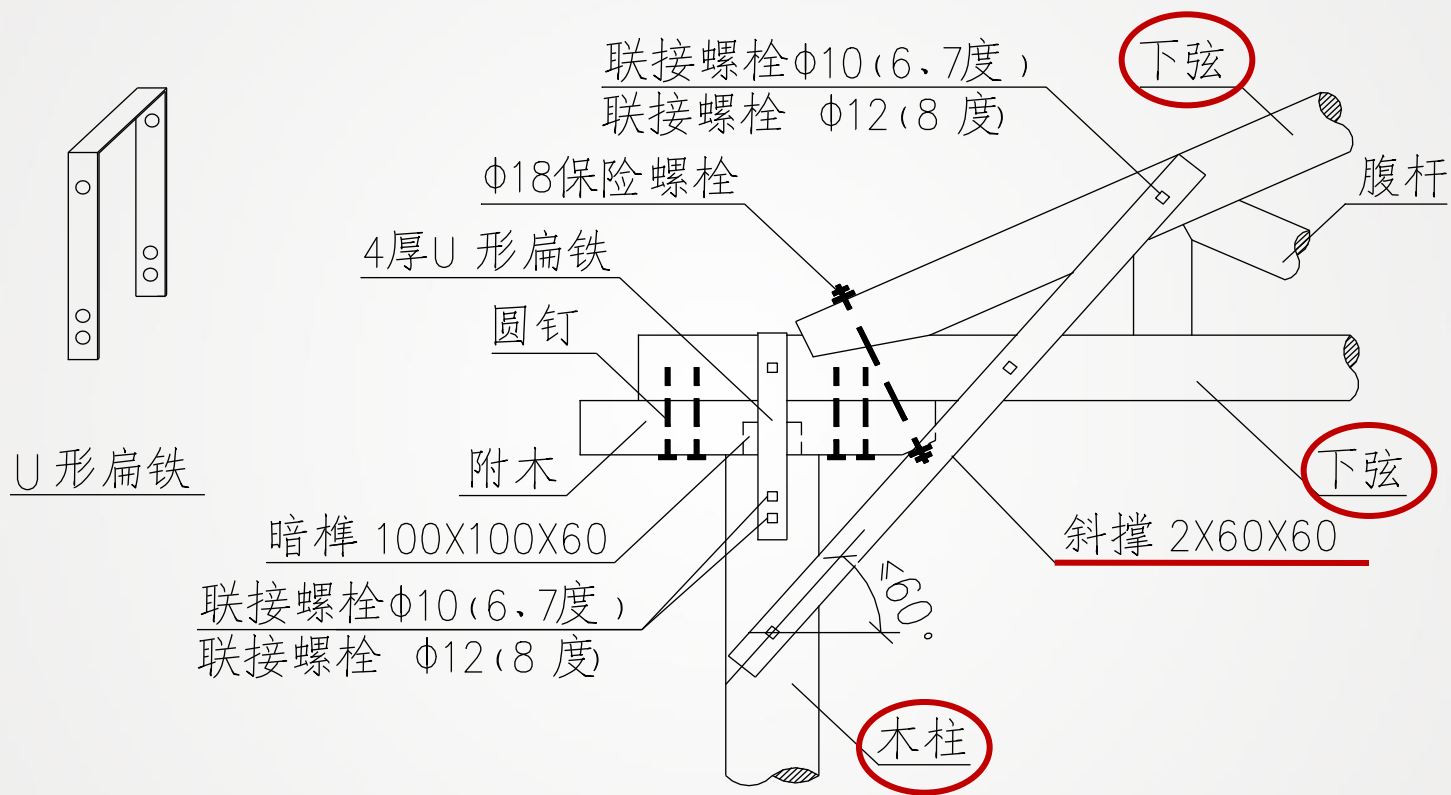 联接螺栓Φ10(6、7度)
联接螺栓 Φ12(8 度)
下弦
Φ18保险螺栓
腹杆
4厚U 形扁铁
圆钉
U 形扁铁
附木
下弦
暗榫 100X100X60
斜撑 2X60X60
≤60°
联接螺栓Φ10(6、7度)
联接螺栓 Φ12(8 度)
木柱